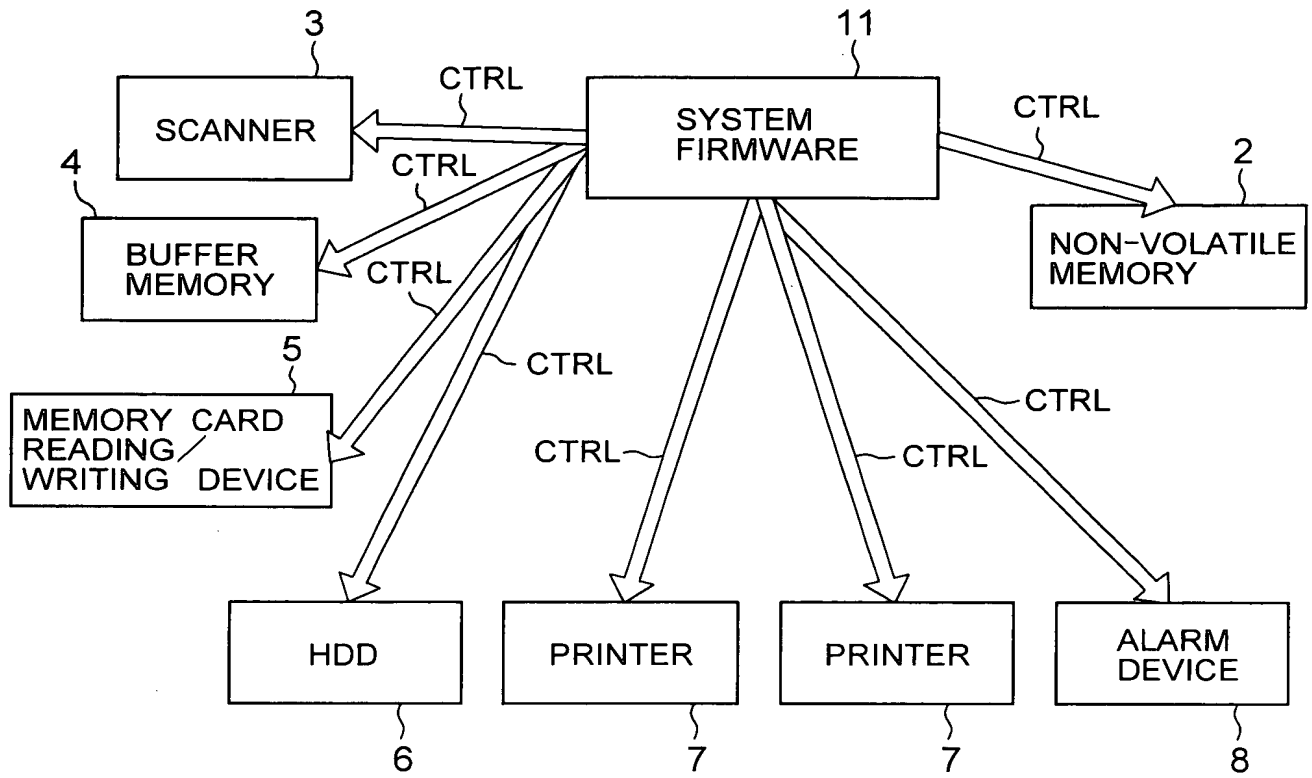 3
11
SCANNER
CTRL
SYSTEM
FIRMWARE
CTRL
2
4
CTRL
BUFFER
MEMORY
NON-VOLATILE
MEMORY
CTRL
5
CTRL
MEMORY CARD
READING /
WRITING DEVICE
CTRL
CTRL
CTRL
HDD
PRINTER
PRINTER
ALARM
DEVICE
6
7
7
8